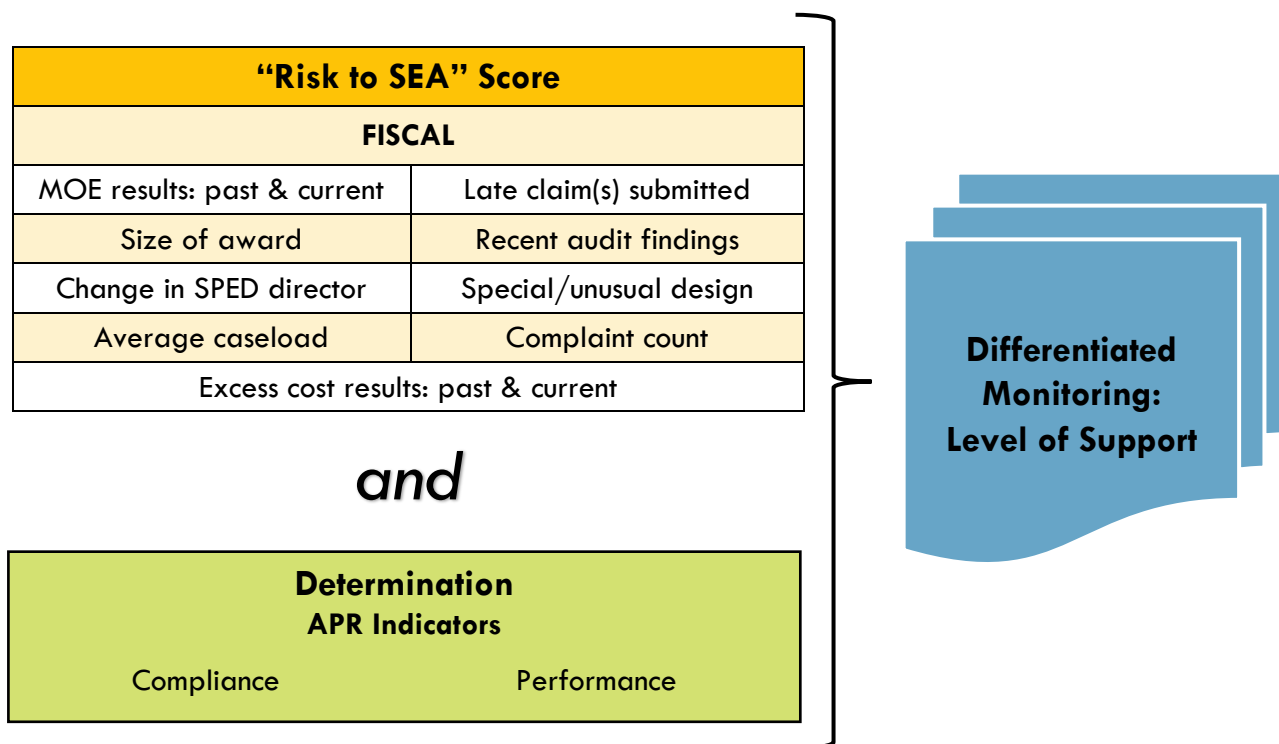 “Risk to SEA” Score
FISCAL
MOE results: past & current
Late claim(s) submitted
Size of award
Recent audit findings
Change in SPED director
Special/unusual design
Average caseload
Complaint count
Excess cost results: past & current
and
Determination
APR Indicators
Compliance
Performance
Differentiated
Monitoring:
Level of Support